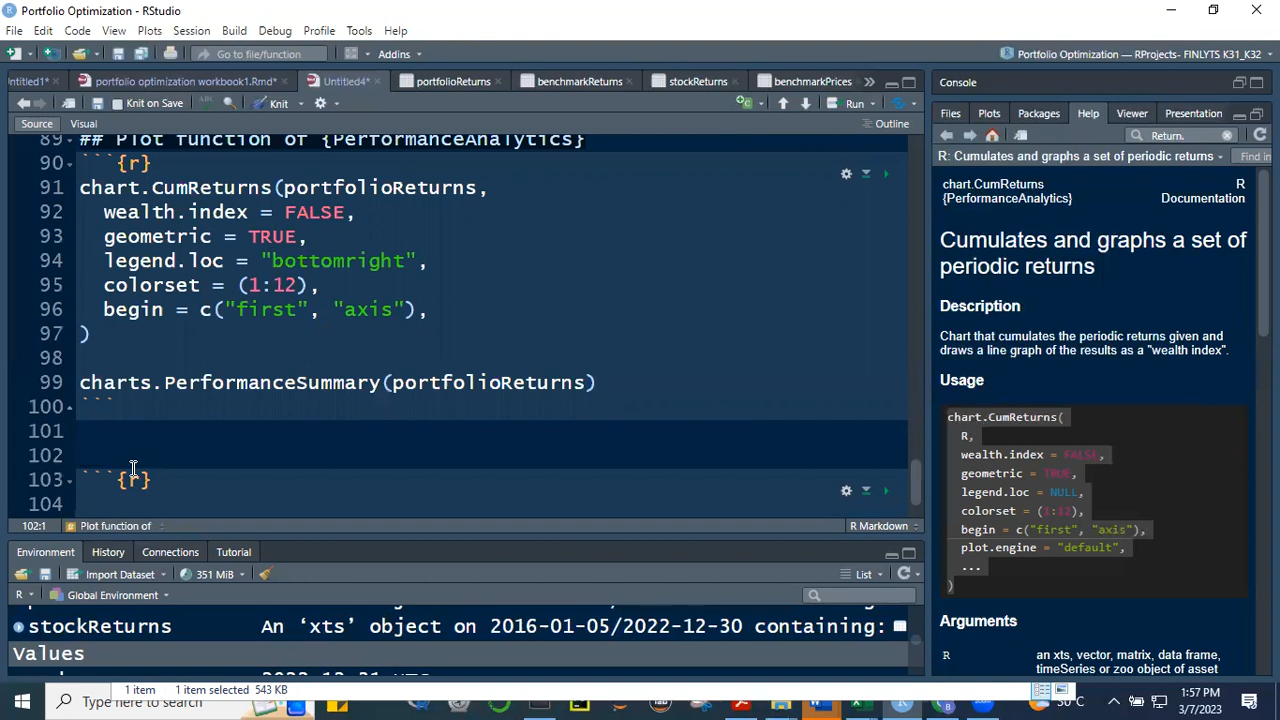 Portfolio Optimization - RStudio
File Edit Code View Plots Session Build Debug Profile Tools Help
Go to file/function Addins Portfolio Optimization — RProjects- FINLYTS K31_K32
ntitled1* portfolio optimization workbook1.Rmd* Untitled4* portfolioReturns benchmarkReturns stockReturns benchmarkPrices
Knit on Save Knit Run
Source Visual Outline
89 ## Plot function of {PerformanceAnalytics}
90 ```{r}
91 chart.CumReturns(portfolioReturns,
92 wealth.index = FALSE,
93 geometric = TRUE,
94 legend.loc = "bottomright",
95 colorset = (1:12),
96 begin = c("first", "axis"),
97 )
98
99 charts.PerformanceSummary(portfolioReturns)
100 ```
101
102
103 ```{r}
104
102:1 Plot function of R Markdown
Environment History Connections Tutorial
Import Dataset 351 MiB List
R Global Environment
stockReturns An ‘xts’ object on 2016-01-05/2022-12-30 containing:
Values
Console
Files Plots Packages Help Viewer Presentation
Return.
R: Cumulates and graphs a set of periodic returns Find in
chart.CumReturns R
{PerformanceAnalytics} Documentation
Cumulates and graphs a set of
periodic returns
Description
Chart that cumulates the periodic returns given and
draws a line graph of the results as a "wealth index".
Usage
chart.CumReturns(
R,
wealth.index = FALSE,
geometric = TRUE,
legend.loc = NULL,
colorset = (1:12),
begin = c("first", "axis"),
plot.engine = "default",
...
)
Arguments
R an xts, vector, matrix, data frame,
timeSeries or zoo object of asset
1 item 1 item selected 543 KB
Type here to search
30°C
1:57 PM
3/7/2023